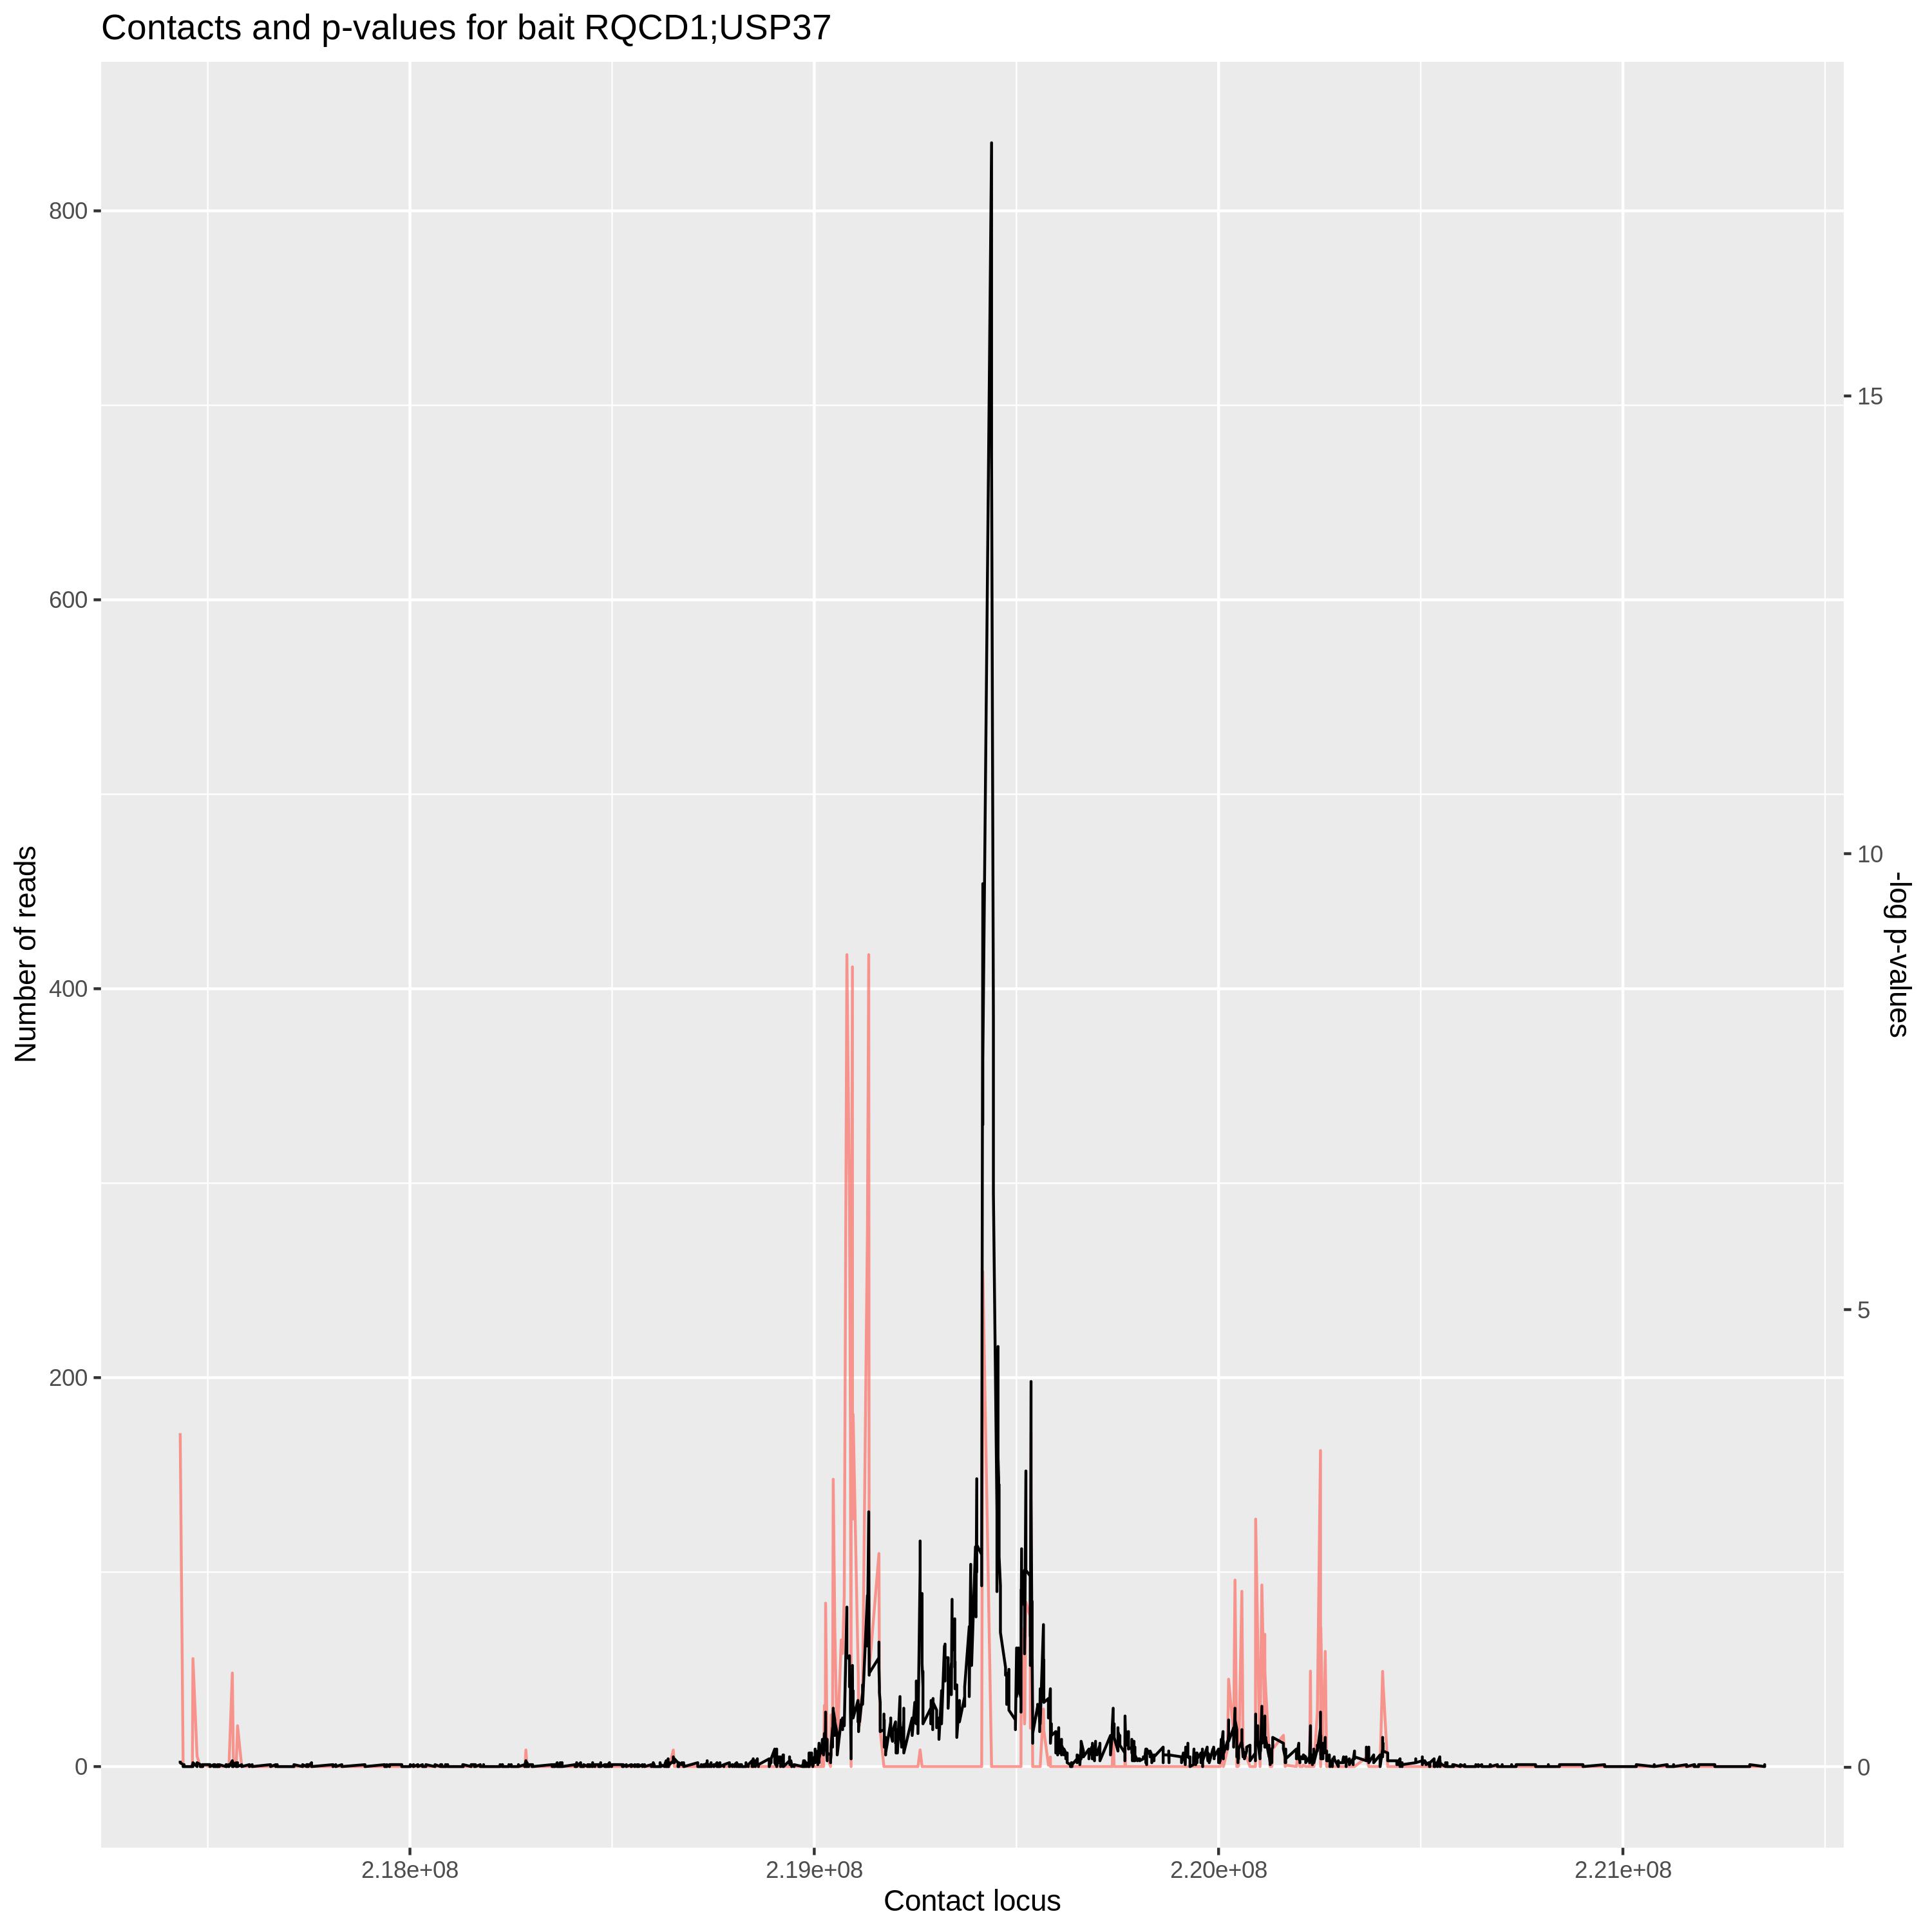 Contacts and p-values for bait RQCD1;USP37
800
600
400
200
0
Number of reads
15
10
5
0
-log p-values
2.18e+08
2.19e+08
2.20e+08
2.21e+08
Contact locus